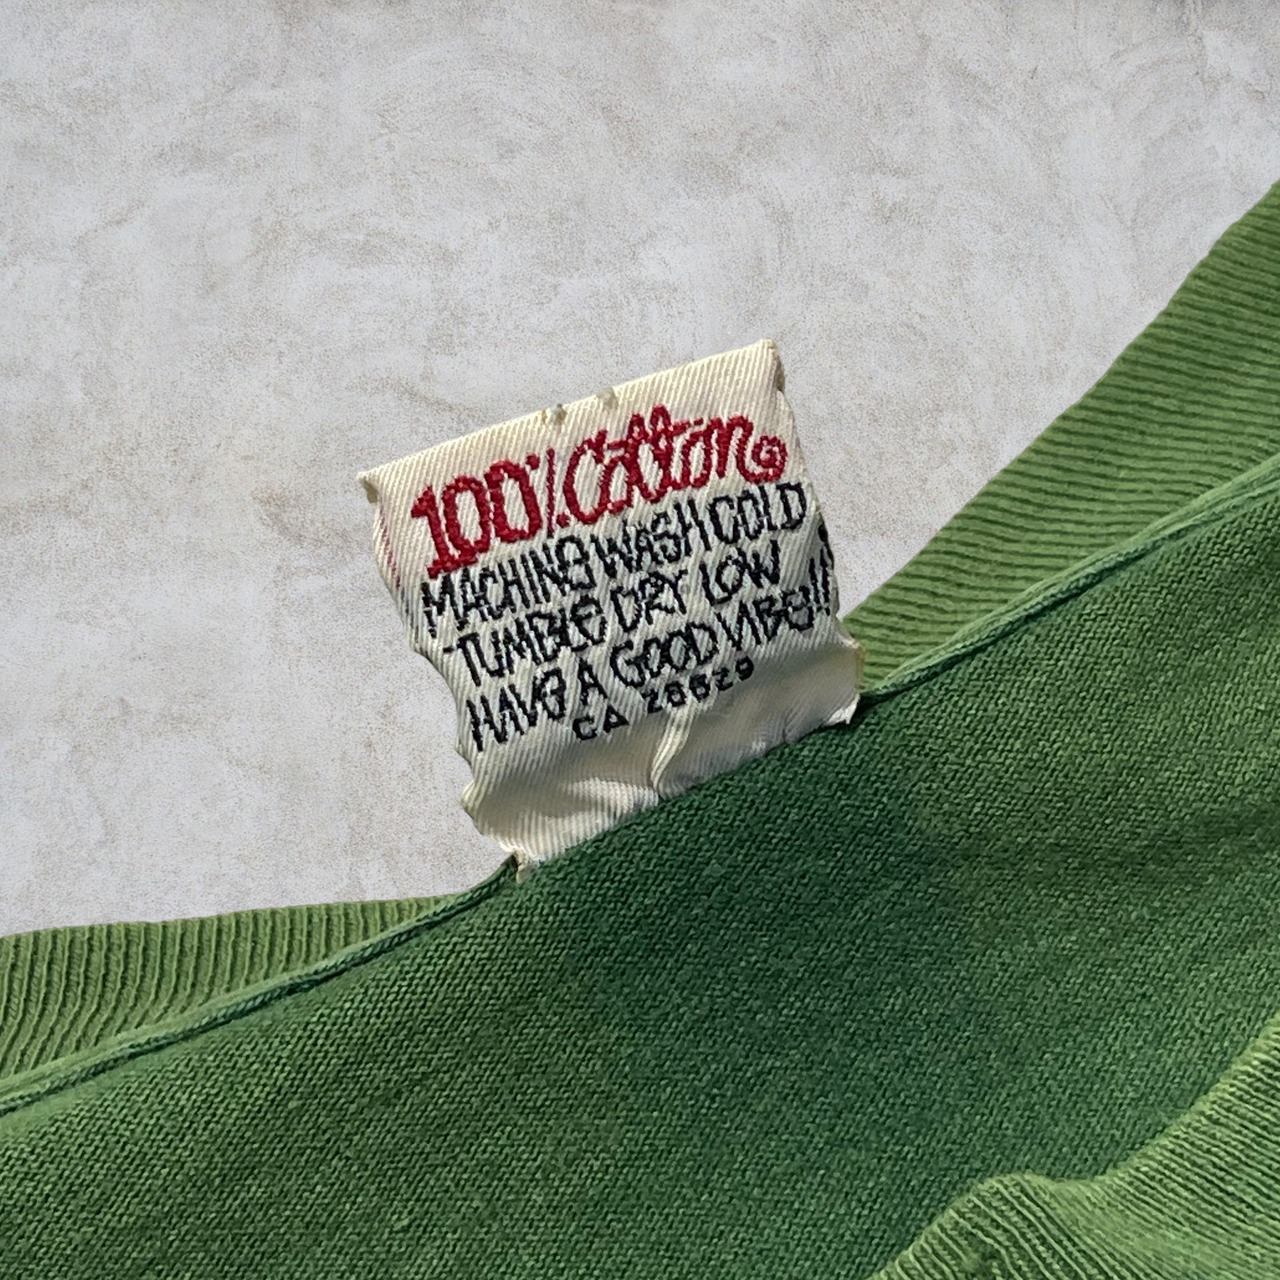 100% Cotton
MACHINE WASH COLD
TUMBLE DRY LOW
HAVE A GOOD VIBE!!
CA 28629